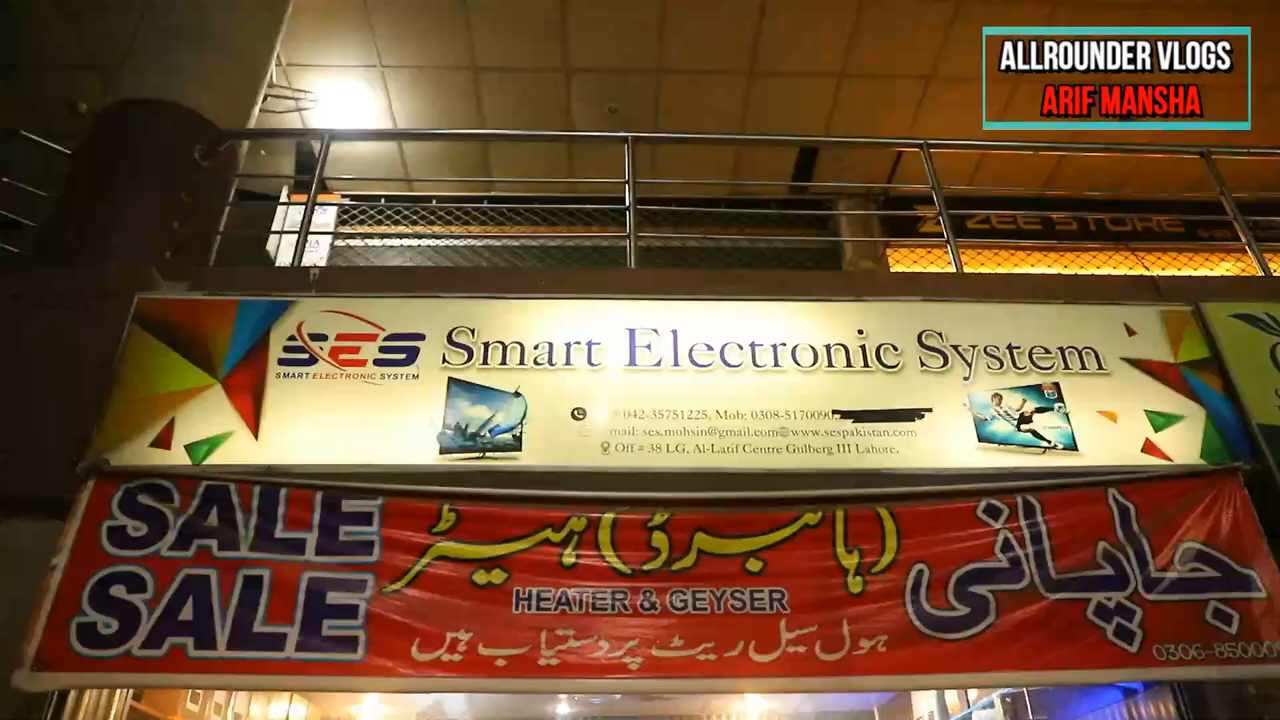 ALLROUNDER VLOGS
ARIF MANSHA
ZEE STORE
SES
SMART ELECTRONIC SYSTEM
Smart Electronic System
=042-35751225, Mob: 0308-5170090,
mail: ses.mohsin@gmail.com www.sespakistan.com
Off # 38 LG, Al-Latif Centre Gulberg III Lahore.
SALE
SALE
جاپانی (ہائبرڈ) ہیٹر
HEATER & GEYSER
ہول سیل ریٹ پر دستیاب ہیں
0306-85000